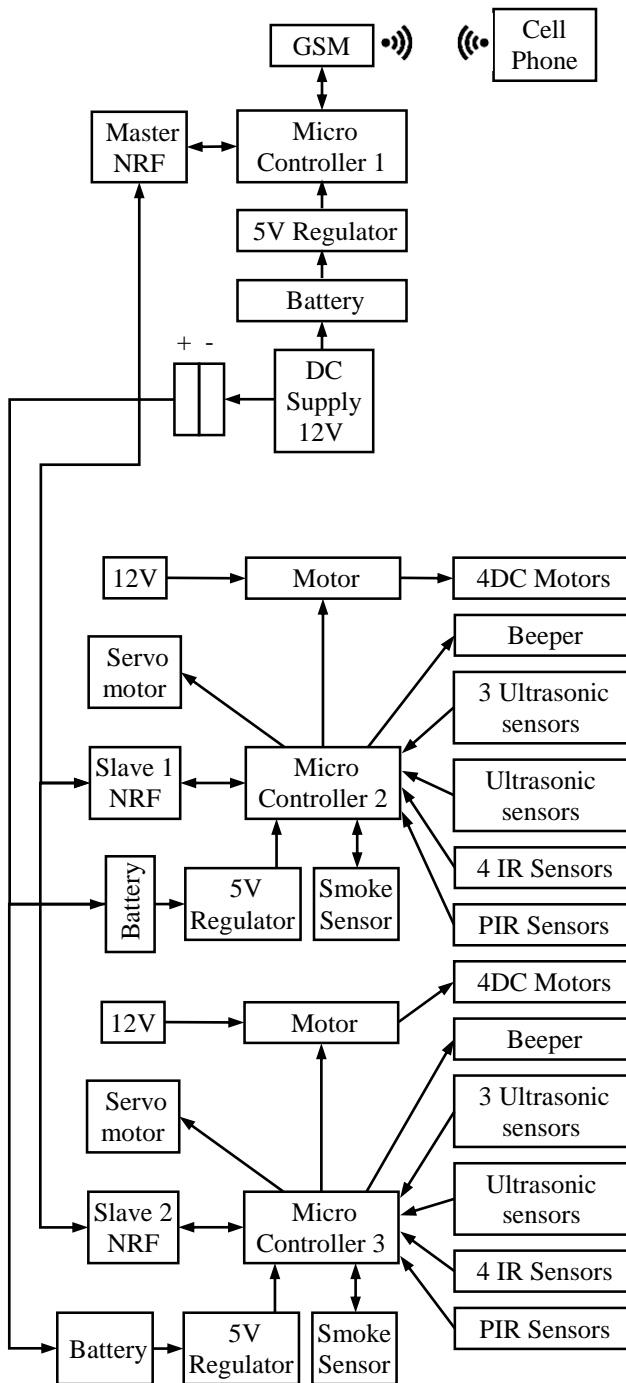 GSM
Cell
Phone
Master
NRF
Micro
Controller 1
5V Regulator
Battery
+ -
DC
Supply
12V
12V
Motor
4DC Motors
Beeper
Servo
motor
3 Ultrasonic
sensors
Slave 1
NRF
Micro
Controller 2
Ultrasonic
sensors
4 IR Sensors
Battery
5V
Regulator
Smoke
Sensor
PIR Sensors
4DC Motors
12V
Motor
Beeper
Servo
motor
3 Ultrasonic
sensors
Slave 2
NRF
Micro
Controller 3
Ultrasonic
sensors
4 IR Sensors
Battery
5V
Regulator
Smoke
Sensor
PIR Sensors